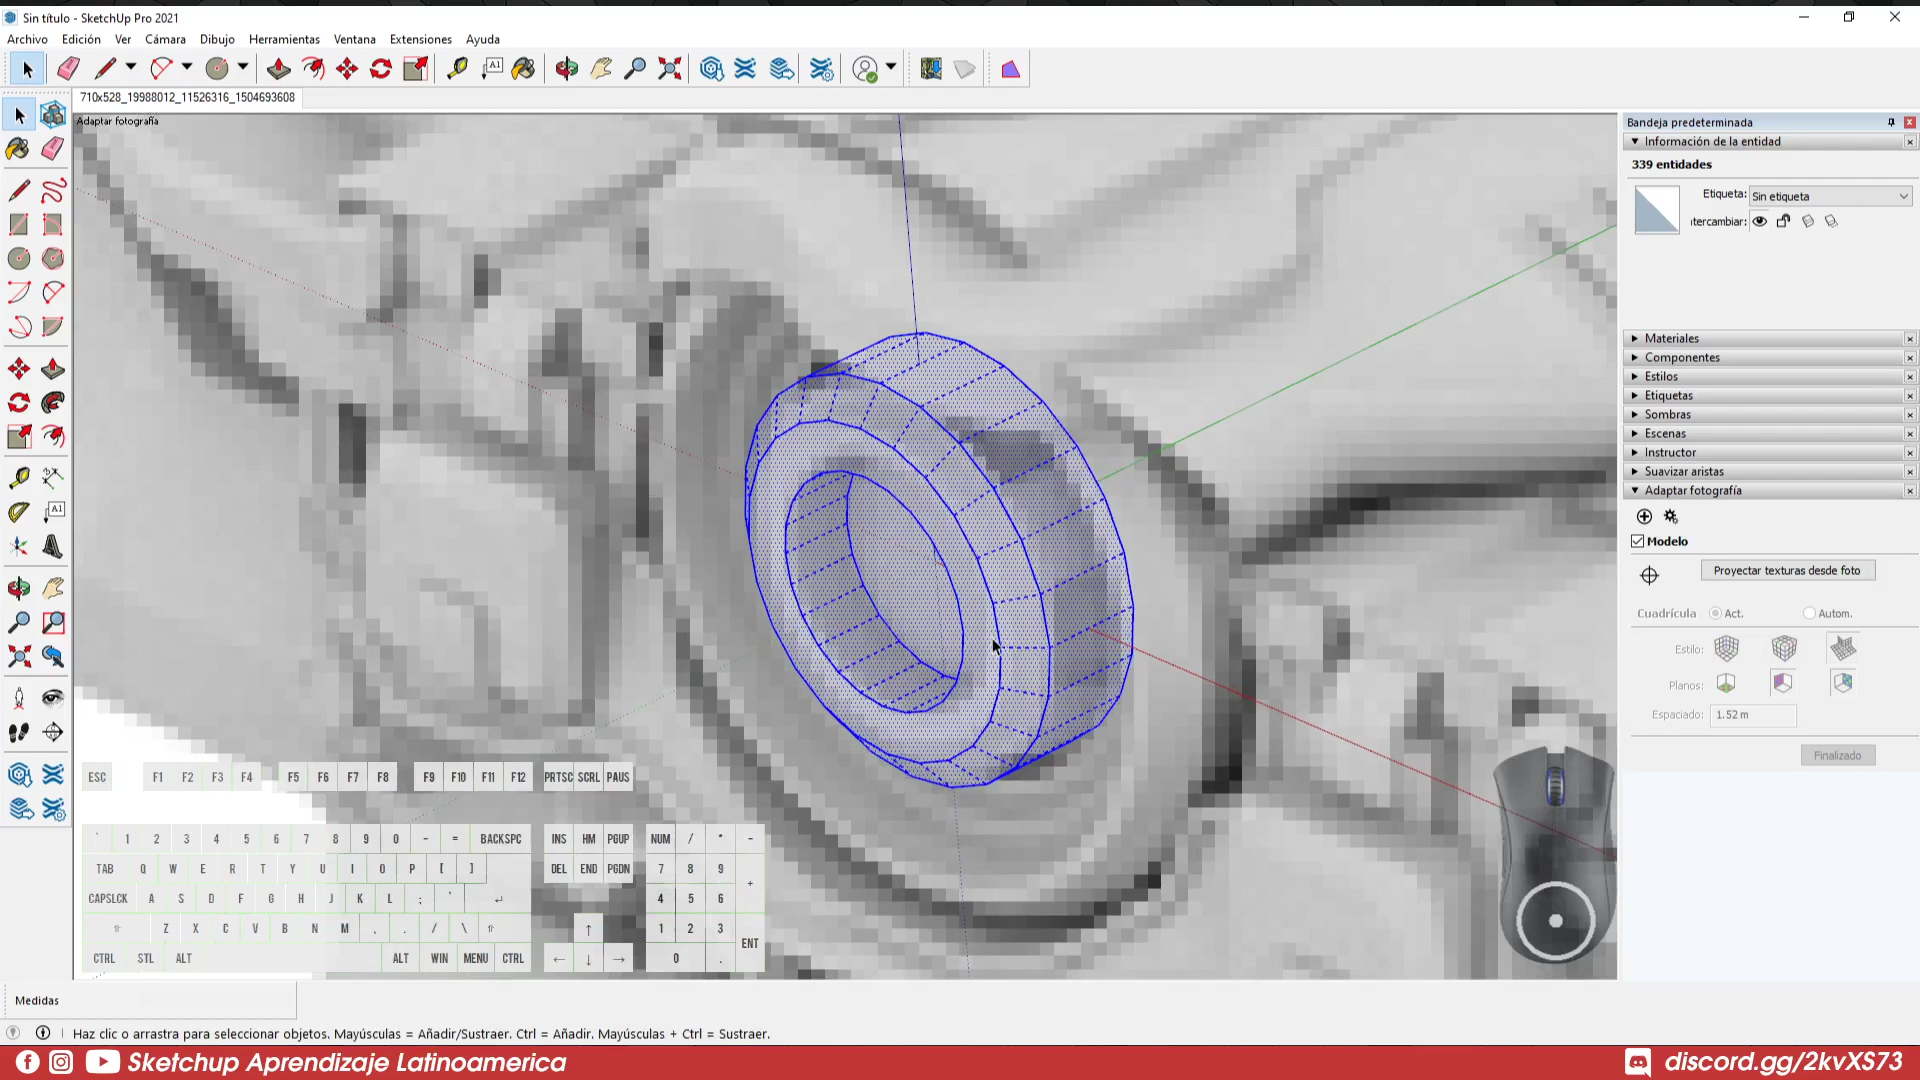 Sin título - SketchUp Pro 2021
Archivo Edición Ver Cámara Dibujo Herramientas Ventana Extensiones Ayuda
710x528_19988012_11526316_1504693608
Adaptar fotografía
Bandeja predeterminada
Información de la entidad
339 entidades
Etiqueta: Sin etiqueta
ntercambiar:
Materiales
Componentes
Estilos
Etiquetas
Sombras
Escenas
Instructor
Suavizar aristas
Adaptar fotografía
Modelo
Proyectar texturas desde foto
Cuadrícula Act. Autom.
Estilo:
Planos:
Espaciado: 1.52 m
Finalizado
ESC F1 F2 F3 F4 F5 F6 F7 F8 F9 F10 F11 F12 PRTSC SCRL PAUS
` 1 2 3 4 5 6 7 8 9 0 - = BACKSPC INS HM PGUP NUM / * -
TAB Q W E R T Y U I O P [ ] DEL END PGDN 7 8 9 +
CAPSLCK A S D F G H J K L ; ' 4 5 6
Z X C V B N M , . / \ ↑ 1 2 3 ENT
CTRL STL ALT ALT WIN MENU CTRL ← ↓ → 0 .
Medidas
Haz clic o arrastra para seleccionar objetos. Mayúsculas = Añadir/Sustraer. Ctrl = Añadir. Mayúsculas + Ctrl = Sustraer.
Sketchup Aprendizaje Latinoamerica
discord.gg/2kvXS73